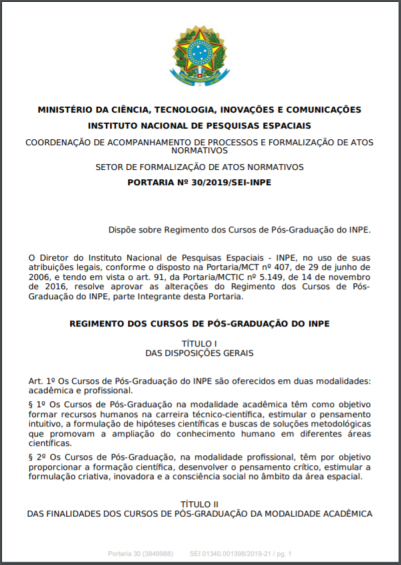 MINISTÉRIO DA CIÊNCIA, TECNOLOGIA, INOVAÇÕES E COMUNICAÇÕES
INSTITUTO NACIONAL DE PESQUISAS ESPACIAIS
COORDENAÇÃO DE ACOMPANHAMENTO DE PROCESSOS E FORMALIZAÇÃO DE ATOS
NORMATIVOS
SETOR DE FORMALIZAÇÃO DE ATOS NORMATIVOS
PORTARIA Nº 30/2019/SEI-INPE
Dispõe sobre Regimento dos Cursos de Pós-Graduação do INPE.
O Diretor do Instituto Nacional de Pesquisas Espaciais - INPE, no uso de suas
atribuições legais, conforme o disposto na Portaria/MCT nº 407, de 29 de junho de
2006, e tendo em vista o art. 91, da Portaria/MCTIC nº 5.149, de 14 de novembro
de 2016, resolve aprovar as alterações do Regimento dos Cursos de Pós-
Graduação do INPE, parte Integrante desta Portaria.
REGIMENTO DOS CURSOS DE PÓS-GRADUAÇÃO DO INPE
TÍTULO I
DAS DISPOSIÇÕES GERAIS
Art. 1º Os Cursos de Pós-Graduação do INPE são oferecidos em duas modalidades:
acadêmica e profissional.
§ 1º Os Cursos de Pós-Graduação na modalidade acadêmica têm como objetivo
formar recursos humanos na carreira técnico-científica, estimular o pensamento
intuitivo, a formulação de hipóteses científicas e buscas de soluções metodológicas
que promovam a ampliação do conhecimento humano em diferentes áreas
científicas.
§ 2º Os Cursos de Pós-Graduação, na modalidade profissional, têm por objetivo
proporcionar a formação científica, desenvolver o pensamento crítico, estimular a
formulação criativa, inovadora e a consciência social no âmbito da área espacial.
TÍTULO II
DAS FINALIDADES DOS CURSOS DE PÓS-GRADUAÇÃO DA MODALIDADE ACADÊMICA
Portaria 30 (3849988) SEI 01340.001398/2019-21 / pg. 1